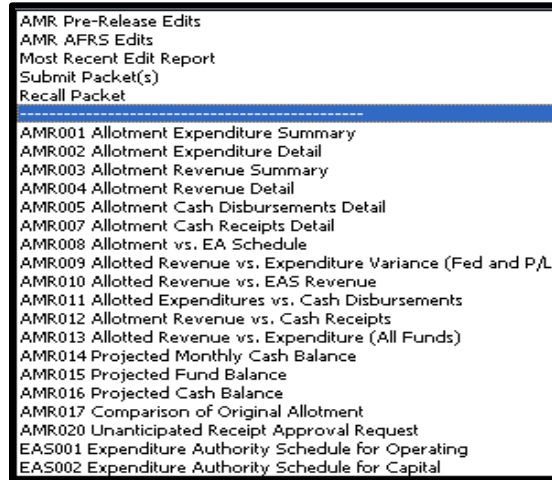 AMR Pre-Release Edits
AMR AFRS Edits
Most Recent Edit Report
Submit Packet(s)
Recall Packet
------------------------------------------------
AMR001 Allotment Expenditure Summary
AMR002 Allotment Expenditure Detail
AMR003 Allotment Revenue Summary
AMR004 Allotment Revenue Detail
AMR005 Allotment Cash Disbursements Detail
AMR007 Allotment Cash Receipts Detail
AMR008 Allotment vs. EA Schedule
AMR009 Allotted Revenue vs. Expenditure Variance (Fed and P/L
AMR010 Allotted Revenue vs. EAS Revenue
AMR011 Allotted Expenditures vs. Cash Disbursements
AMR012 Allotment Revenue vs. Cash Receipts
AMR013 Allotted Revenue vs. Expenditure (All Funds)
AMR014 Projected Monthly Cash Balance
AMR015 Projected Fund Balance
AMR016 Projected Cash Balance
AMR017 Comparison of Original Allotment
AMR020 Unanticipated Receipt Approval Request
EAS001 Expenditure Authority Schedule for Operating
EAS002 Expenditure Authority Schedule for Capital